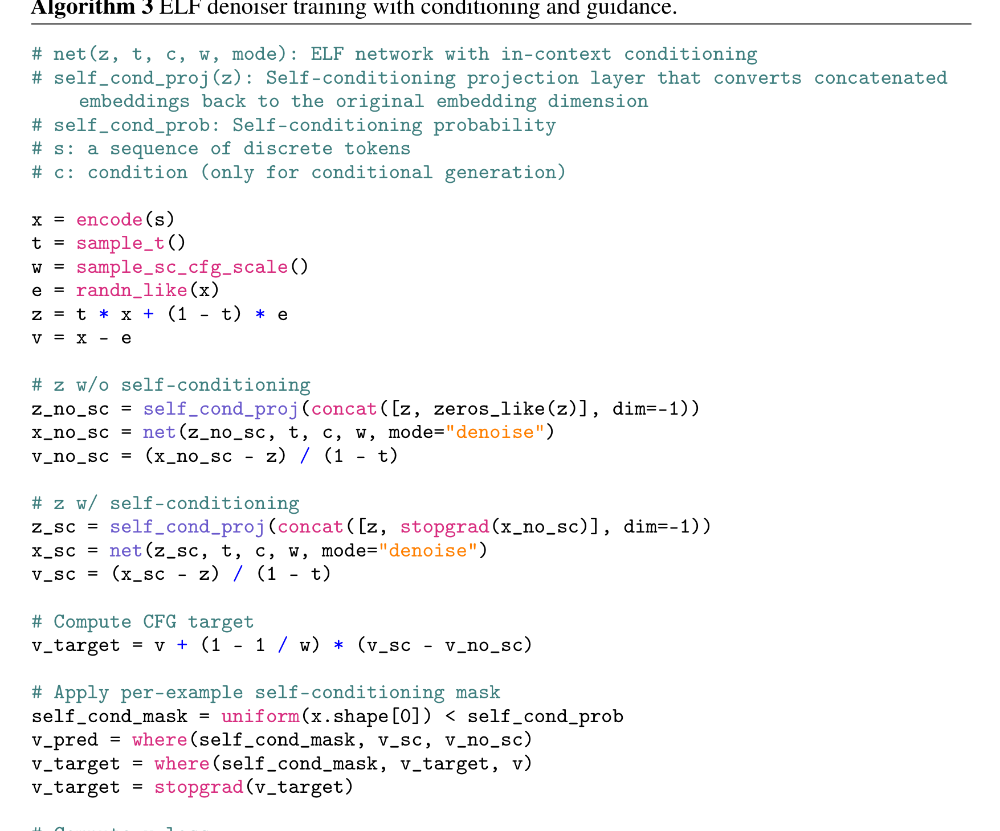 Algorithm 3 ELF denoiser training with conditioning and guidance.
# net(z, t, c, w, mode): ELF network with in-context conditioning
# self_cond_proj(z): Self-conditioning projection layer that converts concatenated
embeddings back to the original embedding dimension
# self_cond_prob: Self-conditioning probability
# s: a sequence of discrete tokens
# c: condition (only for conditional generation)
x = encode(s)
t = sample_t()
w = sample_sc_cfg_scale()
e = randn_like(x)
z = t * x + (1 - t) * e
v = x - e
# z w/o self-conditioning
z_no_sc = self_cond_proj(concat([z, zeros_like(z)], dim=-1))
x_no_sc = net(z_no_sc, t, c, w, mode="denoise")
v_no_sc = (x_no_sc - z) / (1 - t)
# z w/ self-conditioning
z_sc = self_cond_proj(concat([z, stopgrad(x_no_sc)], dim=-1))
x_sc = net(z_sc, t, c, w, mode="denoise")
v_sc = (x_sc - z) / (1 - t)
# Compute CFG target
v_target = v + (1 - 1 / w) * (v_sc - v_no_sc)
# Apply per-example self-conditioning mask
self_cond_mask = uniform(x.shape[0]) < self_cond_prob
v_pred = where(self_cond_mask, v_sc, v_no_sc)
v_target = where(self_cond_mask, v_target, v)
v_target = stopgrad(v_target)